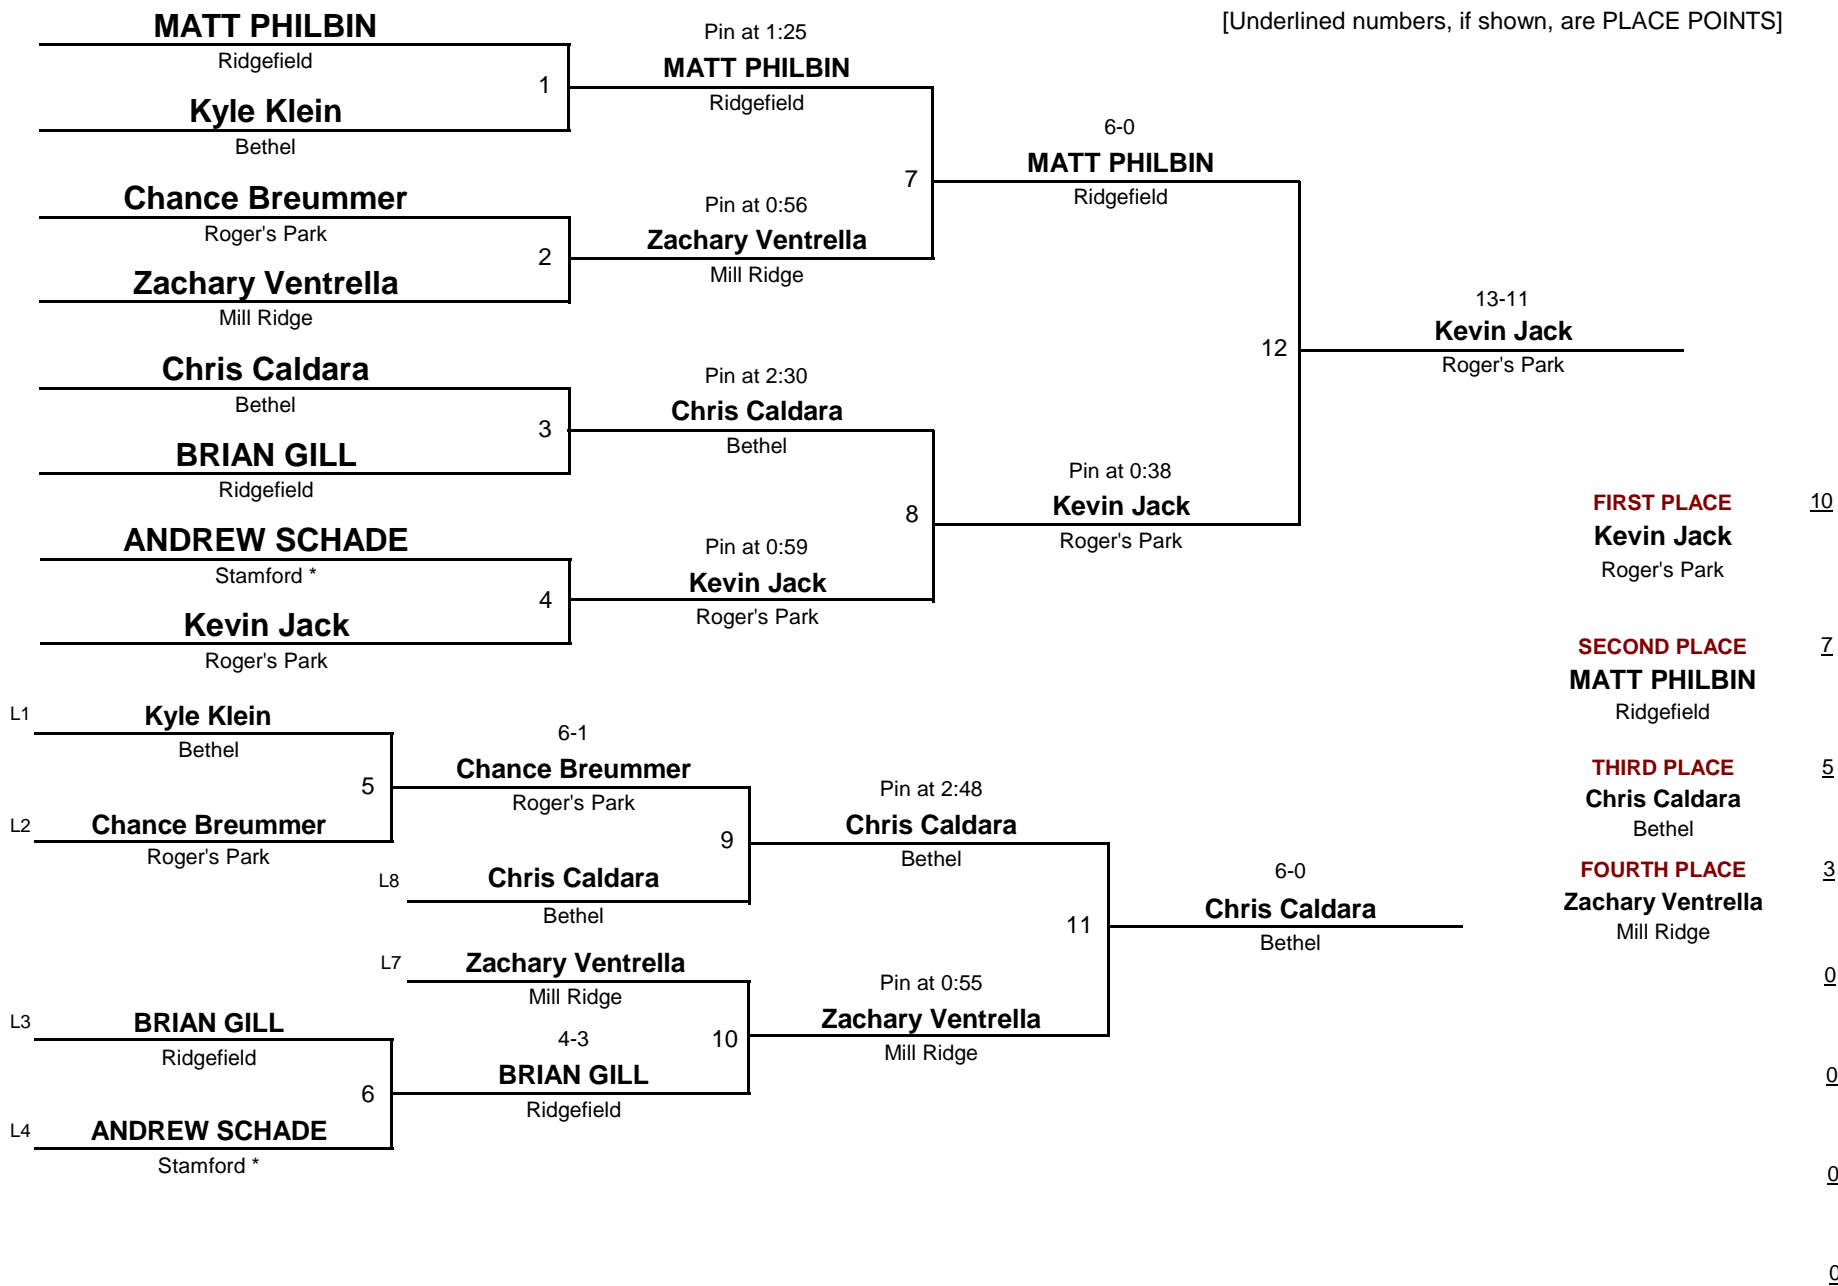 [Underlined numbers, if shown, are PLACE POINTS]
MATT PHILBIN
Ridgefield
1
Kyle Klein
Bethel
Chance Breummer
Roger's Park
2
Zachary Ventrella
Mill Ridge
Chris Caldara
Bethel
3
BRIAN GILL
Ridgefield
ANDREW SCHADE
Stamford *
4
Kevin Jack
Roger's Park
Pin at 1:25
MATT PHILBIN
Ridgefield
7
Pin at 0:56
Zachary Ventrella
Mill Ridge
Pin at 2:30
Chris Caldara
Bethel
8
Pin at 0:59
Kevin Jack
Roger's Park
6-0
MATT PHILBIN
Ridgefield
12
Pin at 0:38
Kevin Jack
Roger's Park
13-11
Kevin Jack
Roger's Park
L1
Kyle Klein
Bethel
5
L2
Chance Breummer
Roger's Park
6-1
Chance Breummer
Roger's Park
9
L8
Chris Caldara
Bethel
L7
Zachary Ventrella
Mill Ridge
10
L3
BRIAN GILL
Ridgefield
6
L4
ANDREW SCHADE
Stamford *
4-3
BRIAN GILL
Ridgefield
Pin at 2:48
Chris Caldara
Bethel
11
Pin at 0:55
Zachary Ventrella
Mill Ridge
6-0
Chris Caldara
Bethel
FIRST PLACE 10
Kevin Jack
Roger's Park
SECOND PLACE 7
MATT PHILBIN
Ridgefield
THIRD PLACE 5
Chris Caldara
Bethel
FOURTH PLACE 3
Zachary Ventrella
Mill Ridge
0
0
0
0